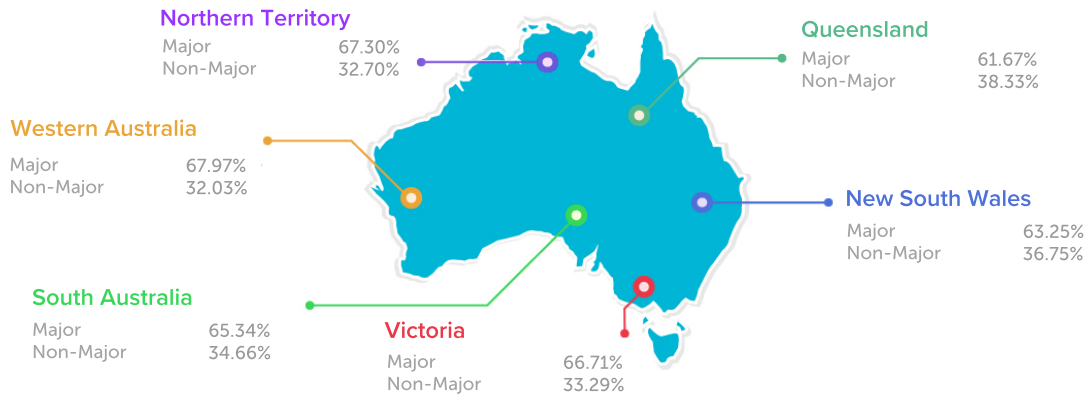 Northern Territory
Major 67.30%
Non-Major 32.70%
Queensland
Major 61.67%
Non-Major 38.33%
Western Australia
Major 67.97%
Non-Major 32.03%
New South Wales
Major 63.25%
Non-Major 36.75%
South Australia
Major 65.34%
Non-Major 34.66%
Victoria
Major 66.71%
Non-Major 33.29%